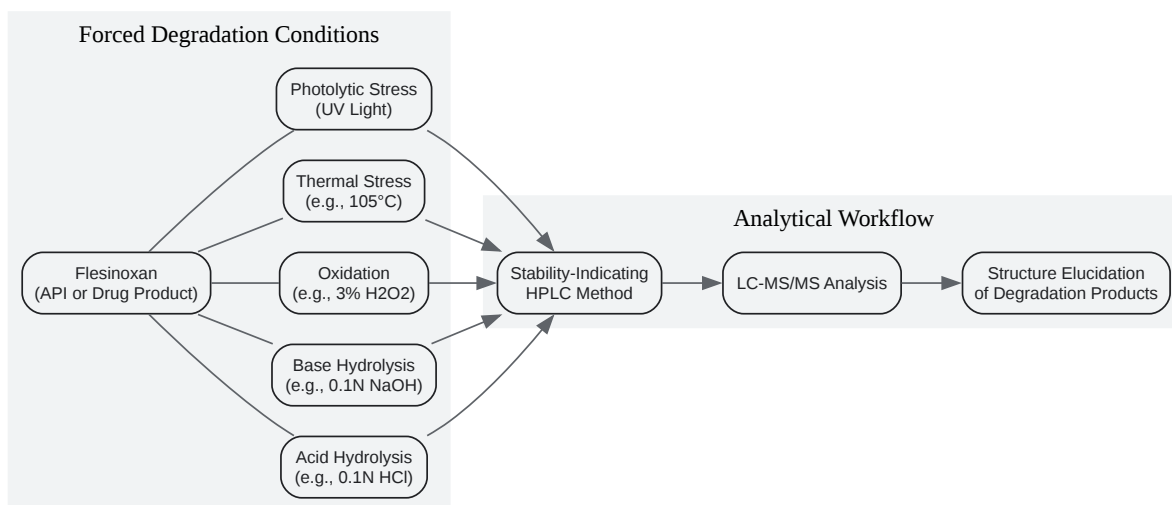 Forced Degradation Conditions
Photolytic Stress
(UV Light)
Thermal Stress
(e.g., 105°C)
Analytical Workflow
Flesinoxan
(API or Drug Product)
Oxidation
(e.g., 3% H2O2)
Stability-Indicating
HPLC Method
LC-MS/MS Analysis
Structure Elucidation
of Degradation Products
Base Hydrolysis
(e.g., 0.1N NaOH)
Acid Hydrolysis
(e.g., 0.1N HCl)